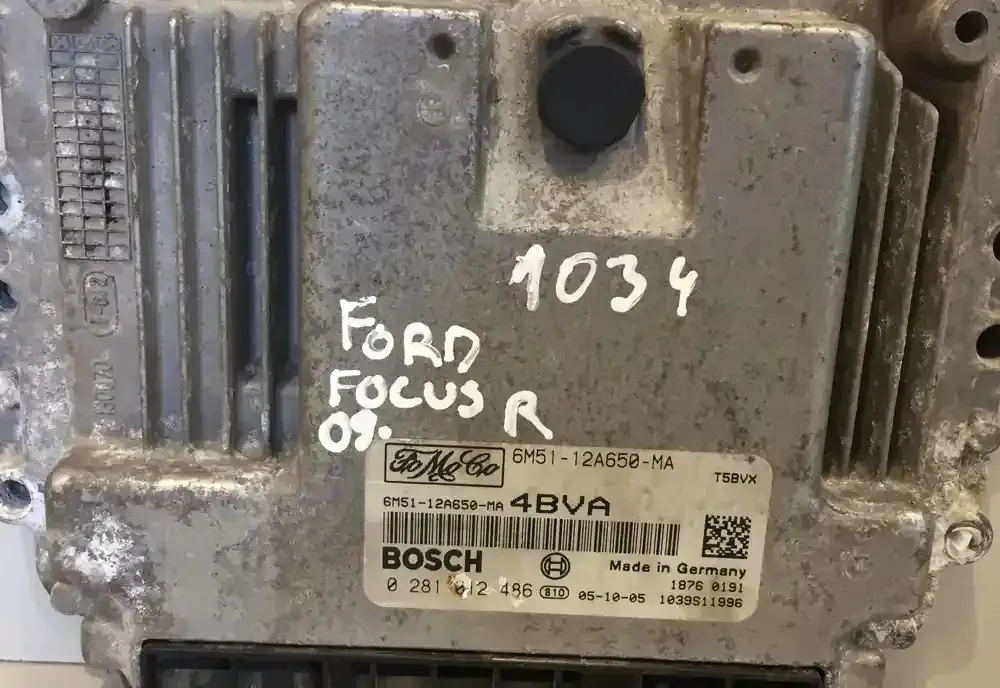 1034
FORD
FOCUS R
09.
FoMoCo 6M51-12A650-MA
T5BVX
6M51-12A650-MA 4BVA
BOSCH
Made in Germany
1876 0191
0 281 012 486 810 05-10-05 1039S11996